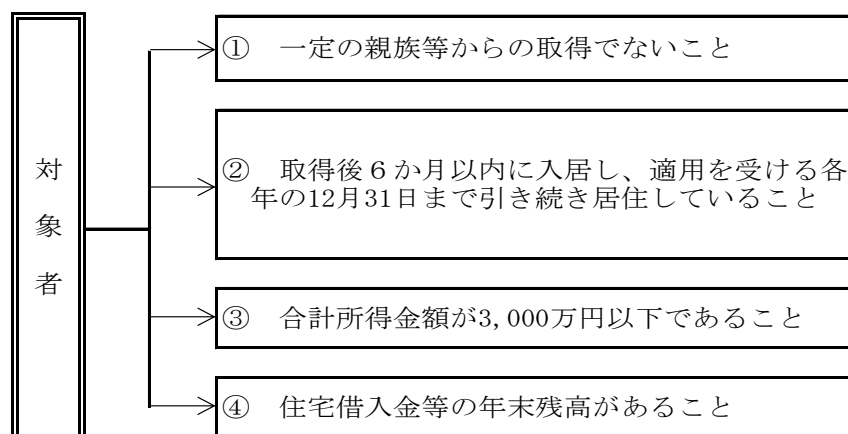 対象者
① 一定の親族等からの取得でないこと
② 取得後６か月以内に入居し、適用を受ける各
年の12月31日まで引き続き居住していること
③ 合計所得金額が3,000万円以下であること
④ 住宅借入金等の年末残高があること